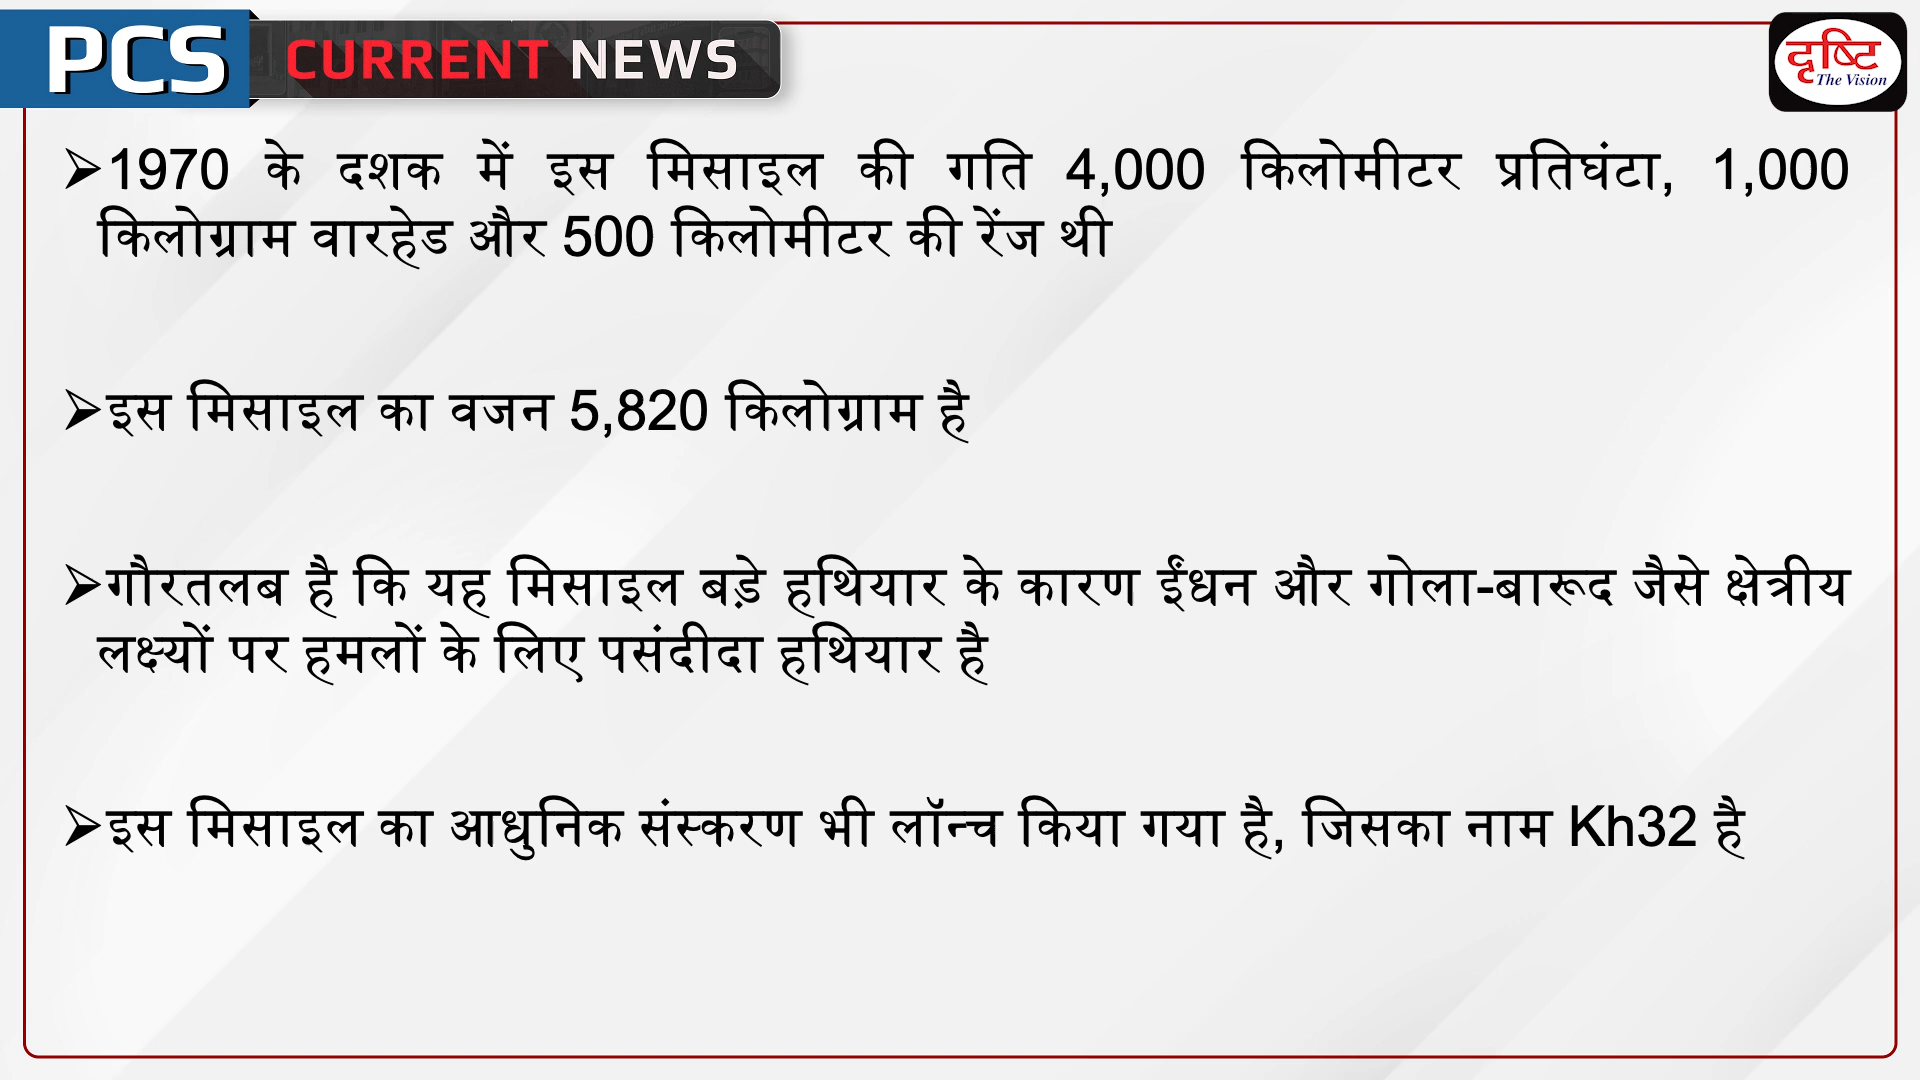 PCS CURRENT NEWS
दृष्टि
The Vision
➢1970 के दशक में इस मिसाइल की गति 4,000 किलोमीटर प्रतिघंटा, 1,000
किलोग्राम वारहेड और 500 किलोमीटर की रेंज थी
➢इस मिसाइल का वजन 5,820 किलोग्राम है
➢गौरतलब है कि यह मिसाइल बड़े हथियार के कारण ईंधन और गोला-बारूद जैसे क्षेत्रीय
लक्ष्यों पर हमलों के लिए पसंदीदा हथियार है
➢इस मिसाइल का आधुनिक संस्करण भी लॉन्च किया गया है, जिसका नाम Kh32 है